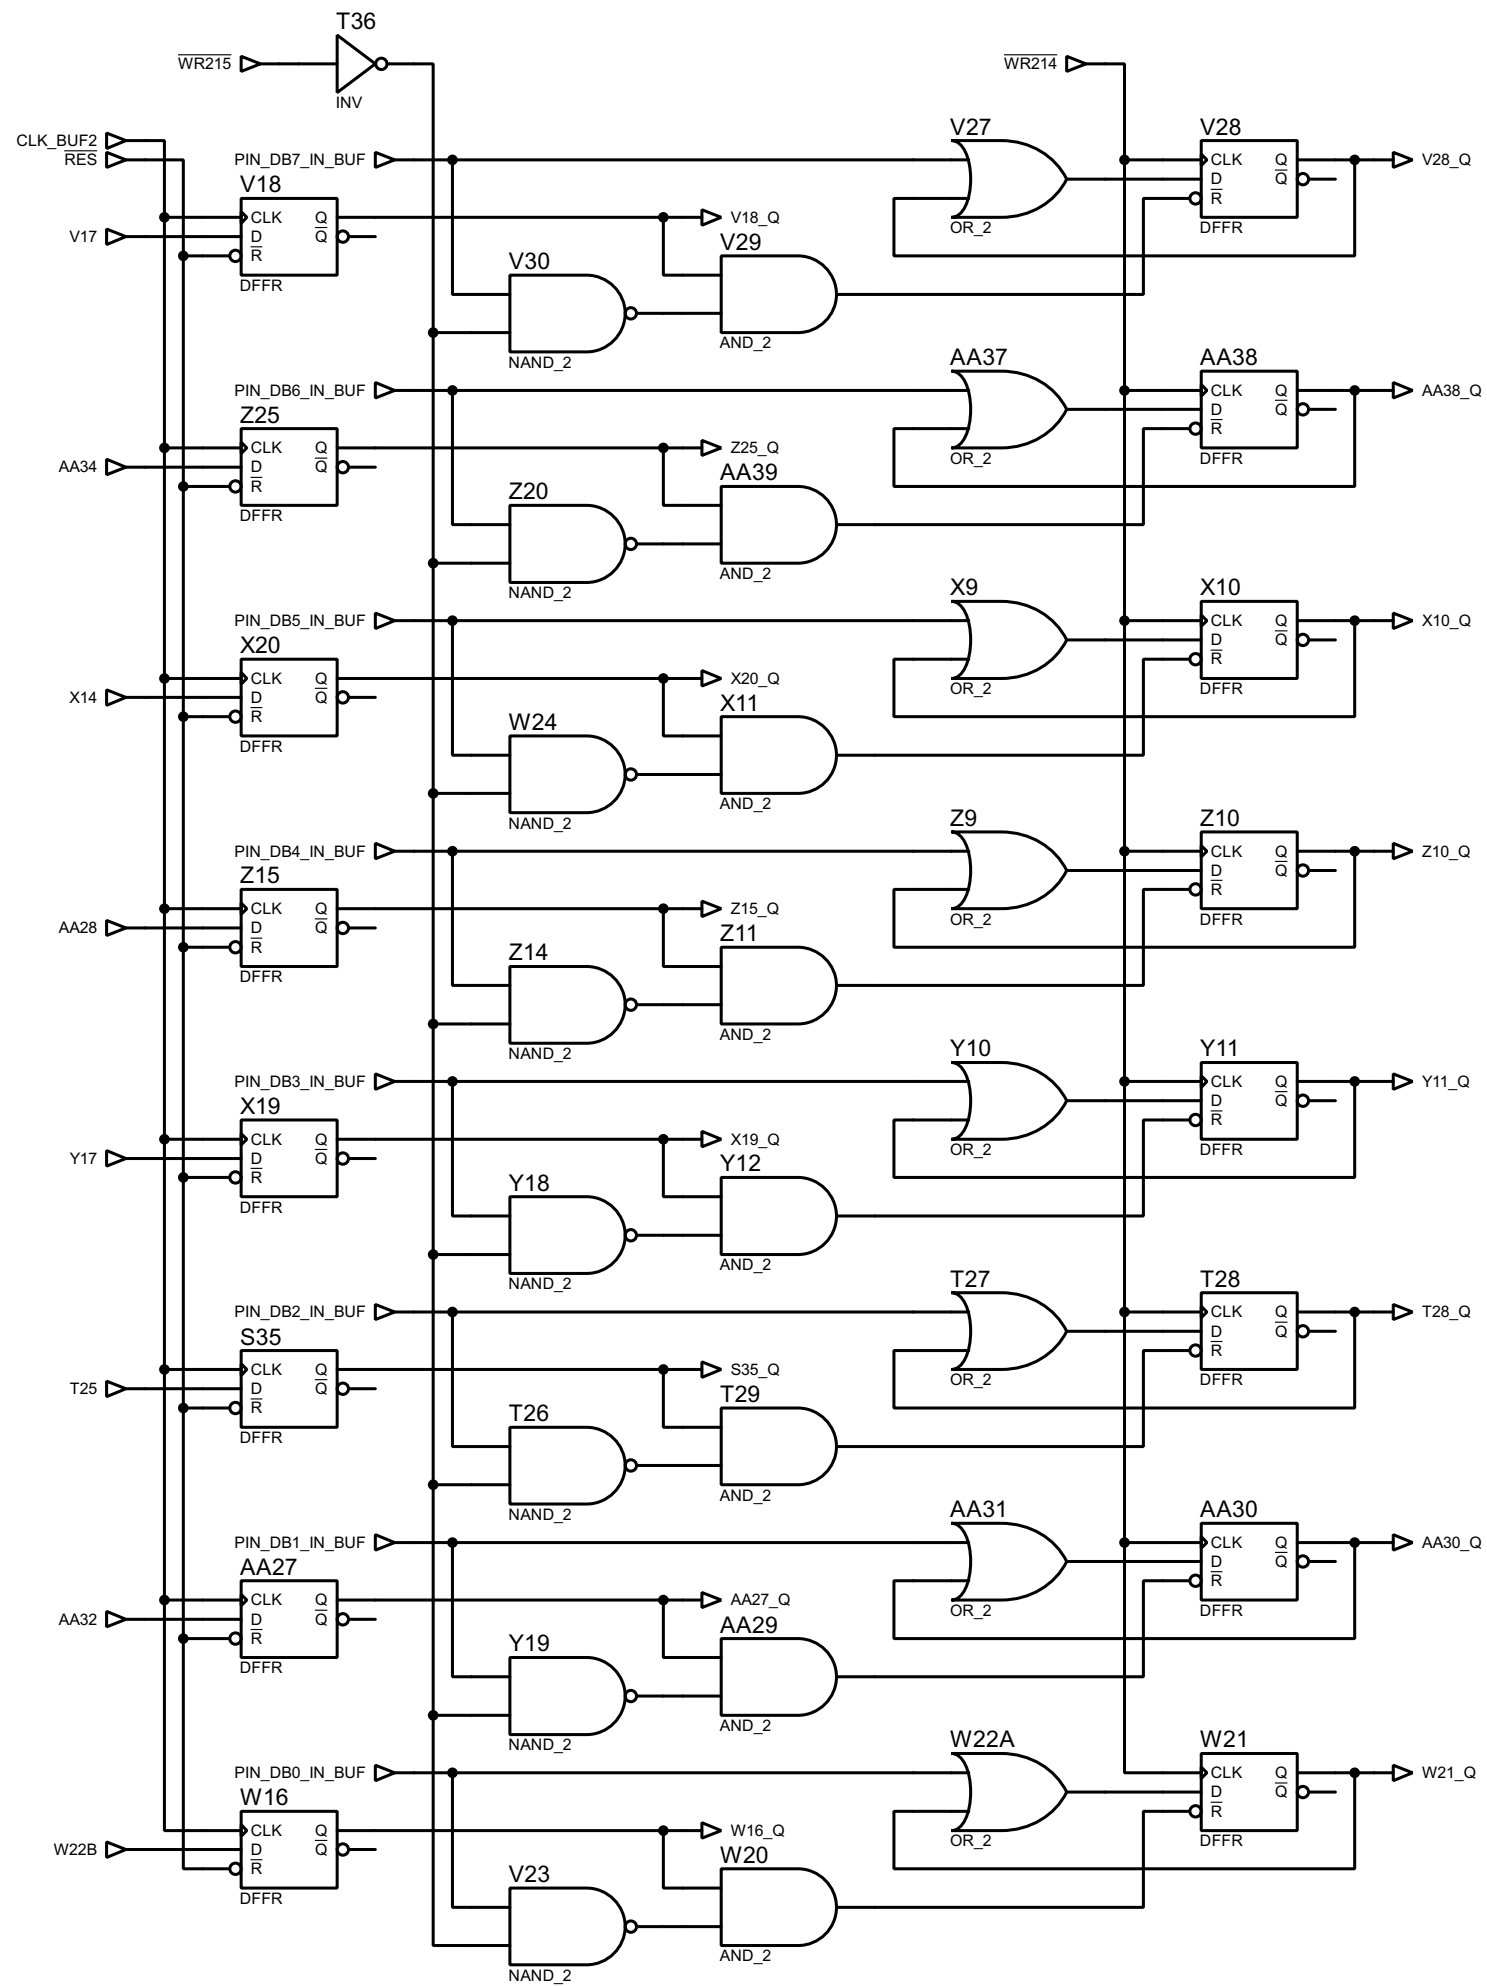 T36
WR215
WR214
INV
CLK_BUF2
RES
V27
V28
PIN_DB7_IN_BUF
CLK Q
D Q
R
V28_Q
V18
OR_2
DFFR
CLK Q
D Q
R
V17
V18_Q
DFFR
V30
V29
NAND_2
AND_2
AA37
AA38
PIN_DB6_IN_BUF
CLK Q
D Q
R
AA38_Q
Z25
OR_2
DFFR
CLK Q
D Q
R
AA34
Z25_Q
DFFR
Z20
AA39
NAND_2
AND_2
X9
X10
PIN_DB5_IN_BUF
CLK Q
D Q
R
X10_Q
X20
OR_2
DFFR
CLK Q
D Q
R
X14
X20_Q
DFFR
W24
X11
NAND_2
AND_2
Z9
Z10
PIN_DB4_IN_BUF
CLK Q
D Q
R
Z10_Q
Z15
OR_2
DFFR
CLK Q
D Q
R
AA28
Z15_Q
DFFR
Z14
Z11
NAND_2
AND_2
Y10
Y11
PIN_DB3_IN_BUF
CLK Q
D Q
R
Y11_Q
X19
OR_2
DFFR
CLK Q
D Q
R
Y17
X19_Q
DFFR
Y18
Y12
NAND_2
AND_2
T27
T28
PIN_DB2_IN_BUF
CLK Q
D Q
R
T28_Q
S35
OR_2
DFFR
CLK Q
D Q
R
T25
S35_Q
DFFR
T26
T29
NAND_2
AND_2
AA31
AA30
PIN_DB1_IN_BUF
CLK Q
D Q
R
AA30_Q
AA27
OR_2
DFFR
CLK Q
D Q
R
AA32
AA27_Q
DFFR
Y19
AA29
NAND_2
AND_2
W22A
W21
PIN_DB0_IN_BUF
CLK Q
D Q
R
W21_Q
W16
OR_2
DFFR
CLK Q
D Q
R
W22B
W16_Q
DFFR
V23
W20
NAND_2
AND_2